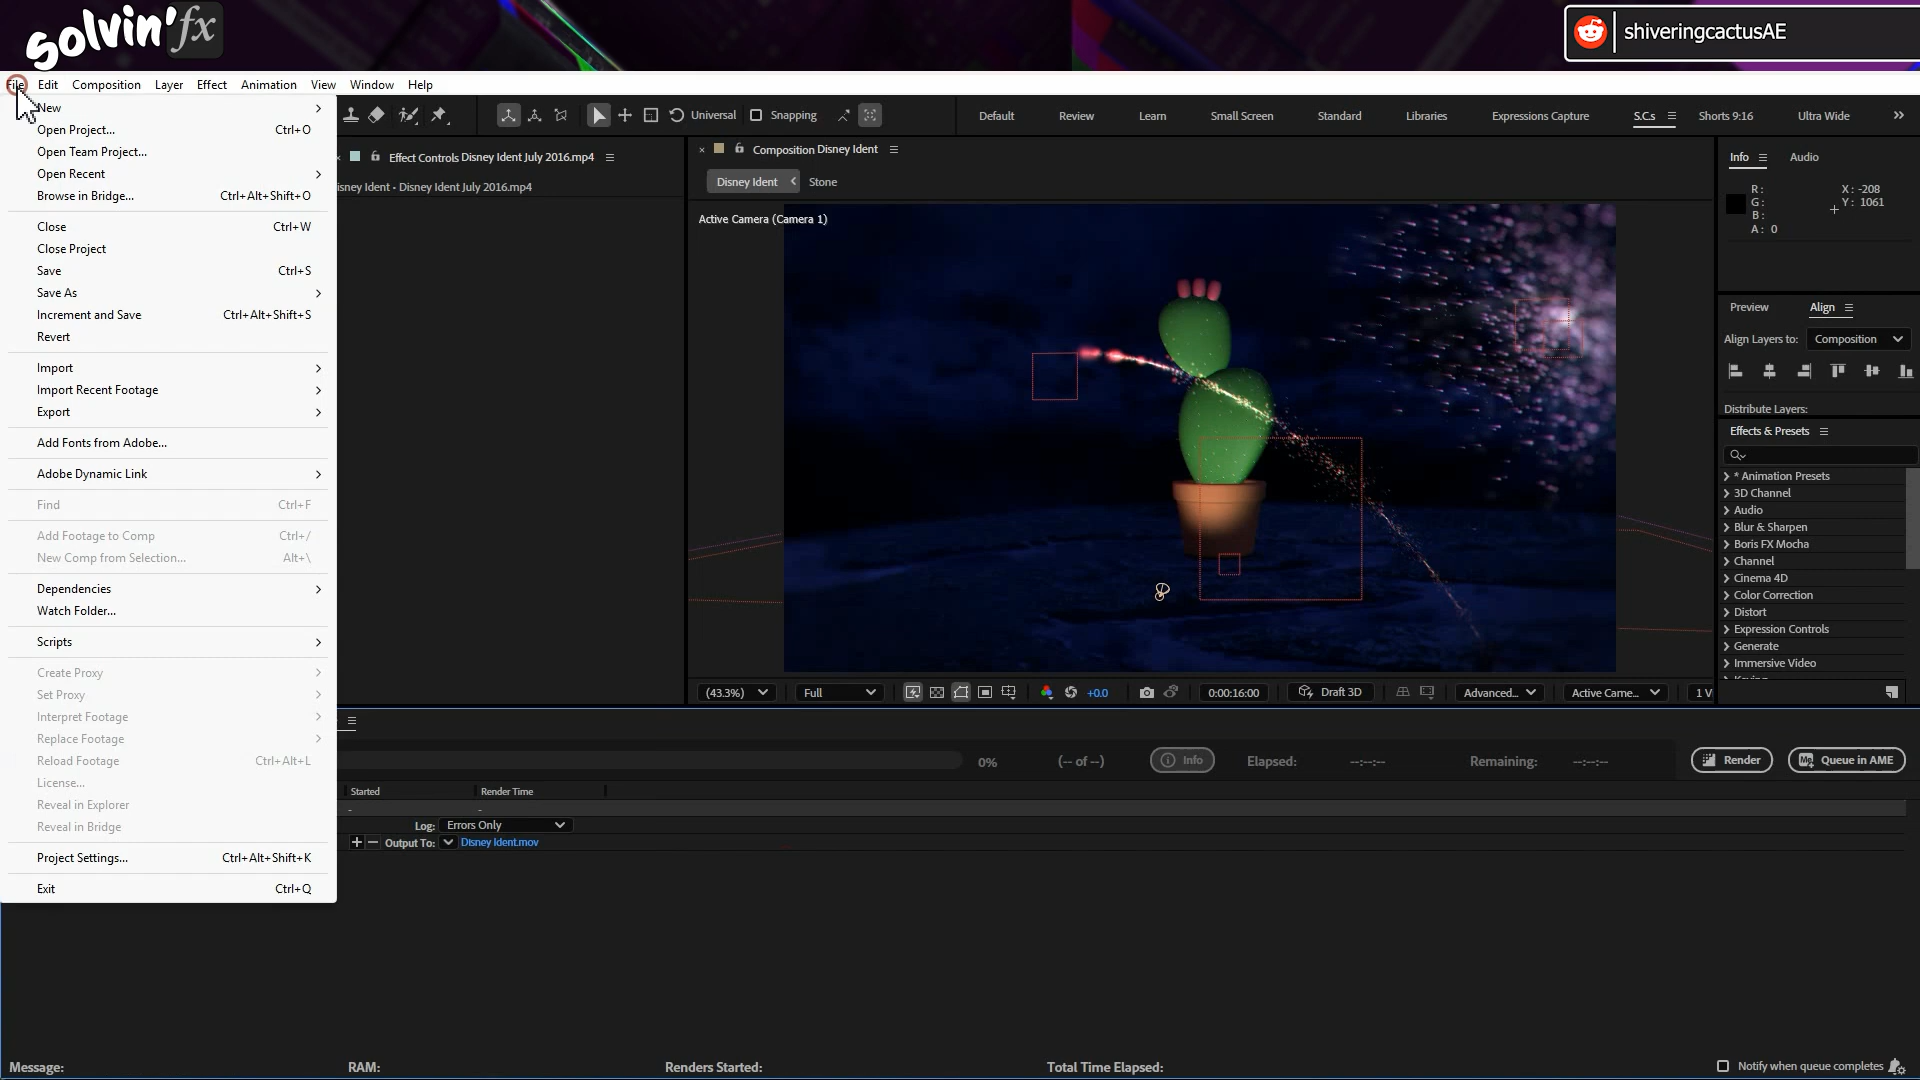 solvin'fx
shiveringcactusAE
File Edit Composition Layer Effect Animation View Window Help
New
Open Project... Ctrl+O
Open Team Project...
Open Recent
Browse in Bridge... Ctrl+Alt+Shift+O
Close Ctrl+W
Close Project
Save Ctrl+S
Save As
Increment and Save Ctrl+Alt+Shift+S
Revert
Import
Import Recent Footage
Export
Add Fonts from Adobe...
Adobe Dynamic Link
Find Ctrl+F
Add Footage to Comp Ctrl+/
New Comp from Selection... Alt+\
Dependencies
Watch Folder...
Scripts
Create Proxy
Set Proxy
Interpret Footage
Replace Footage
Reload Footage Ctrl+Alt+L
License...
Reveal in Explorer
Reveal in Bridge
Project Settings... Ctrl+Alt+Shift+K
Exit Ctrl+Q
Universal Snapping
Default Review Learn Small Screen Standard Libraries Expressions Capture S.Cs Shorts 9:16 Ultra Wide
Effect Controls Disney Ident July 2016.mp4
isney Ident • Disney Ident July 2016.mp4
Composition Disney Ident
Disney Ident Stone
Active Camera (Camera 1)
(43.3%) Full +0.0 0:00:16:00 Draft 3D Advanced... Active Came... 1 V
Info Audio
R: X: -208
G: Y: 1061
B:
A: 0
Preview Align
Align Layers to: Composition
Distribute Layers:
Effects & Presets
* Animation Presets
3D Channel
Audio
Blur & Sharpen
Boris FX Mocha
Channel
Cinema 4D
Color Correction
Distort
Expression Controls
Generate
Immersive Video
Keying
0% (-- of --) Info Elapsed: --:--:-- Remaining: --:--:-- Render Queue in AME
Started Render Time
- -
Log: Errors Only
Output To: Disney Ident.mov
Message: RAM: Renders Started: Total Time Elapsed: Notify when queue completes